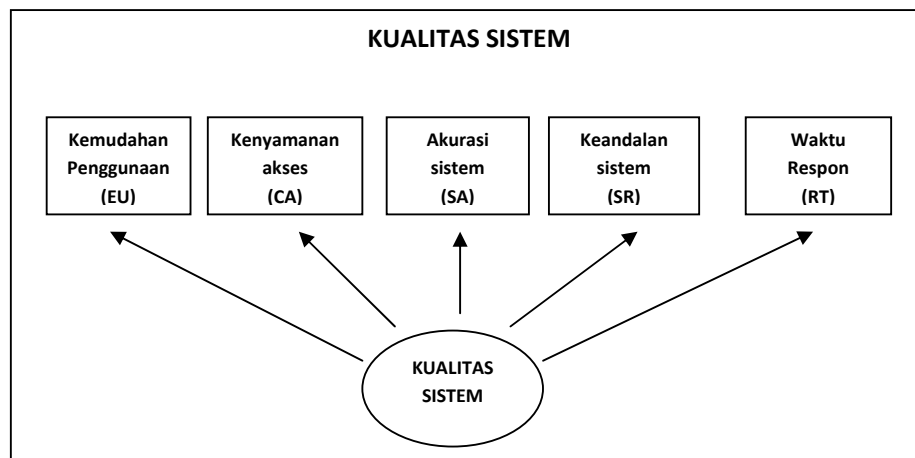 KUALITAS SISTEM
Kemudahan
Penggunaan
(EU)
Kenyamanan
akses
(CA)
Akurasi
sistem
(SA)
Keandalan
sistem
(SR)
Waktu
Respon
(RT)
KUALITAS
SISTEM